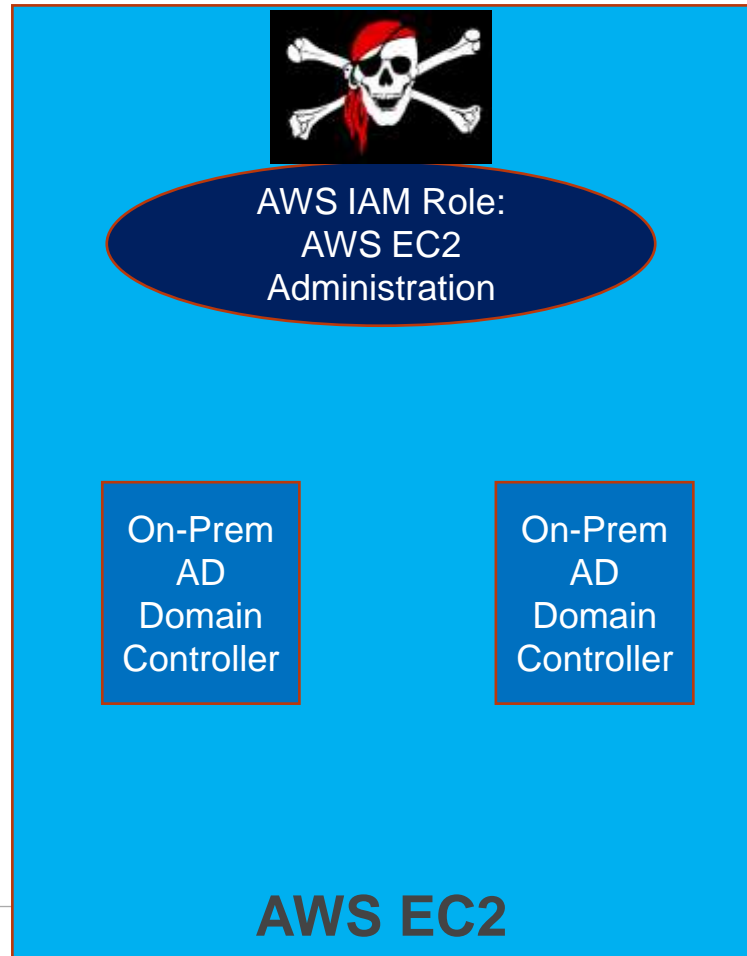 AWS IAM Role:
AWS EC2
Administration
On-Prem
AD
Domain
Controller
On-Prem
AD
Domain
Controller
AWS EC2